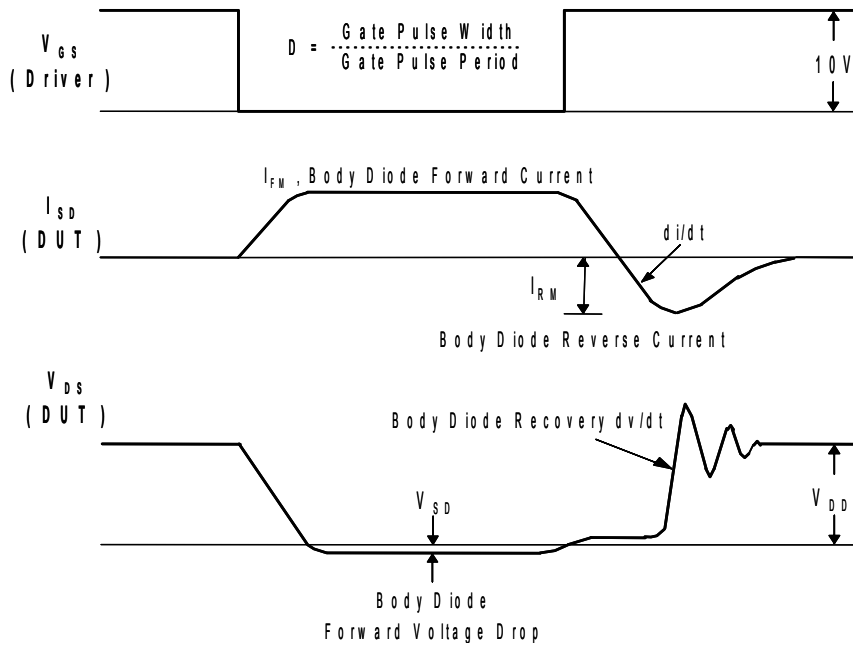 V GS
(Driver)
D = Gate Pulse Width
Gate Pulse Period
10V
I FM , Body Diode Forward Current
I SD
(DUT)
di/dt
I RM
Body Diode Reverse Current
V DS
(DUT)
Body Diode Recovery dv/dt
V SD
V DD
Body Diode
Forward Voltage Drop